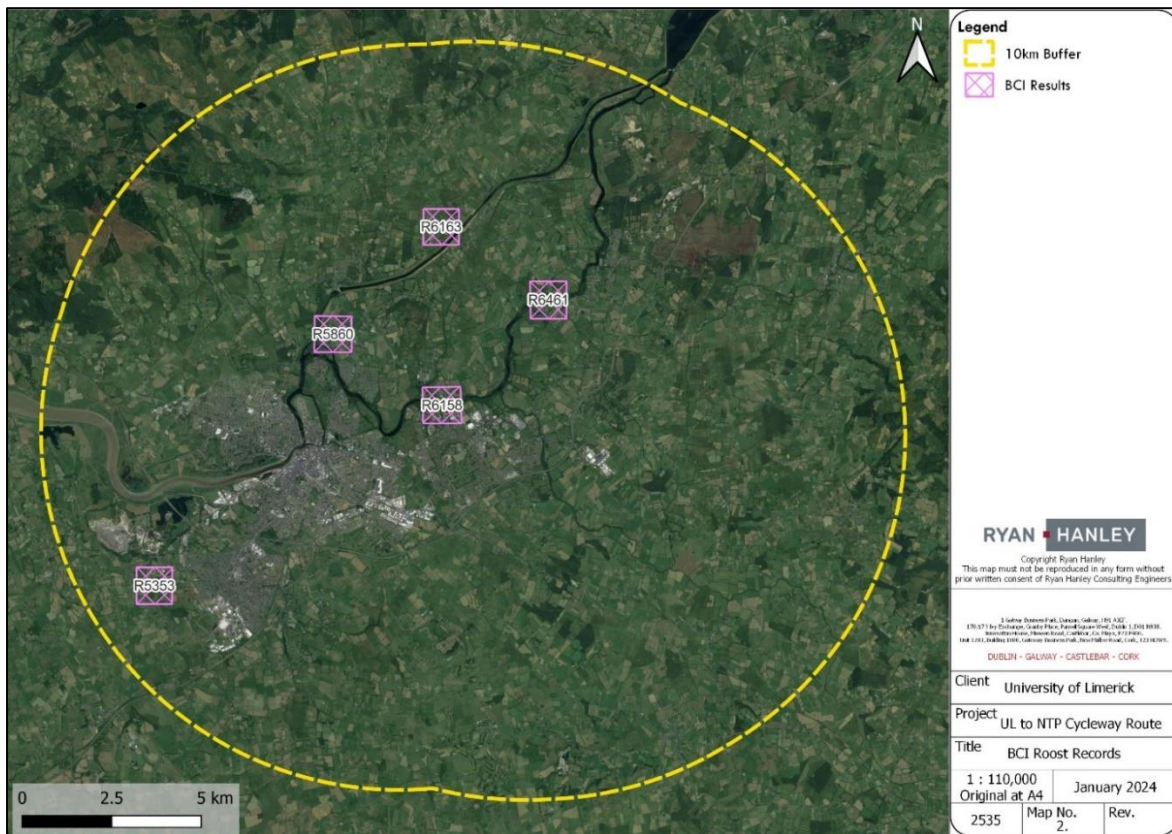 N
R6163
R6461
R5860
R6158
R5353
0 2.5 5 km
Legend
10km Buffer
BCI Results
RYAN HANLEY
Copyright Ryan Hanley
This map must not be reproduced in any form without
prior written consent of Ryan Hanley Consulting Engineers
DUBLIN - GALWAY - CASTLEBAR - CORK
Client University of Limerick
Project UL to NTP Cycleway Route
Title BCI Roost Records
1 : 110,000
Original at A4
January 2024
2535
Map No.
2.
Rev.